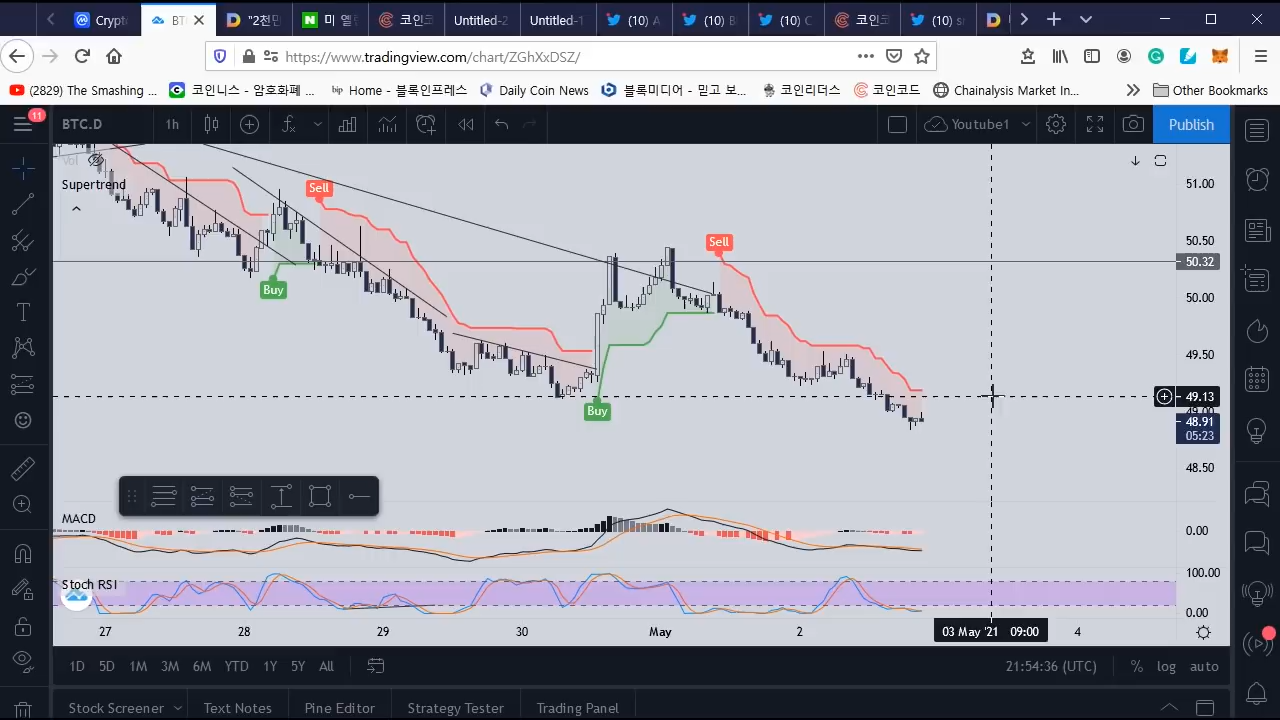 Crypt
BT
"2천만
미 엘
코인코
Untitled-2
Untitled-1
(10) A
(10) B
(10) C
코인코
(10) s
https://www.tradingview.com/chart/ZGhXxDSZ/
(2829) The Smashing ...
코인니스 - 암호화폐 ...
Home - 블록인프레스
Daily Coin News
블록미디어 - 믿고 보...
코인리더스
코인코드
Chainalysis Market In...
Other Bookmarks
11
BTC.D
1h
Youtube1
Publish
Vol
Supertrend
Sell
Buy
Sell
Buy
51.00
50.50
50.32
50.00
49.50
49.13
49.00
48.91
05:23
48.50
MACD
0.00
Stoch RSI
100.00
0.00
27
28
29
30
May
2
03 May '21 09:00
4
1D
5D
1M
3M
6M
YTD
1Y
5Y
All
21:54:36 (UTC)
%
log
auto
Stock Screener
Text Notes
Pine Editor
Strategy Tester
Trading Panel